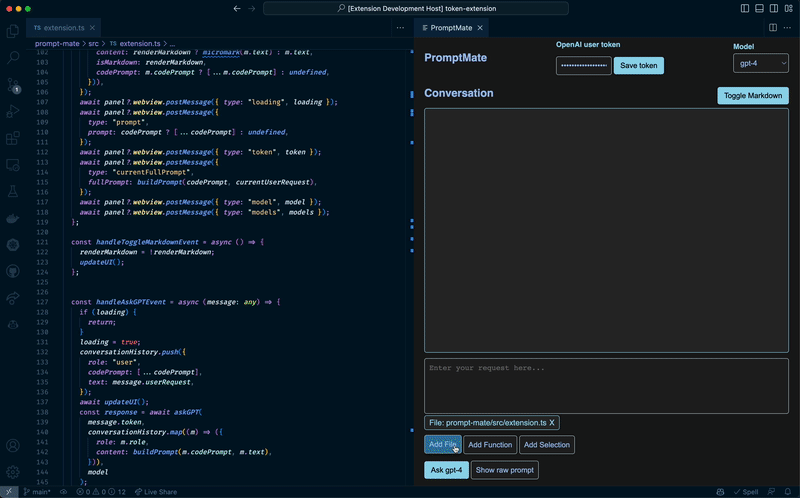 [Extension Development Host] token-extension
TS extension.ts ×
prompt-mate > src > TS extension.ts > ...
102 content: renderMarkdown ? micromark(m.text) : m.text,
103 isMarkdown: renderMarkdown,
104 codePrompt: m.codePrompt ? [...m.codePrompt] : undefined,
105 })),
106 });
107 await panel?.webview.postMessage({ type: "loading", loading });
108 await panel?.webview.postMessage({
109 type: "prompt",
110 prompt: codePrompt ? [...codePrompt] : undefined,
111 });
112 await panel?.webview.postMessage({ type: "token", token });
113 await panel?.webview.postMessage({
114 type: "currentFullPrompt",
115 fullPrompt: buildPrompt(codePrompt, currentUserRequest),
116 });
117 await panel?.webview.postMessage({ type: "model", model });
118 await panel?.webview.postMessage({ type: "models", models });
119 };
120
121 const handleToggleMarkdownEvent = async () => {
122 renderMarkdown = !renderMarkdown;
123 updateUI();
124 };
125
126
127 const handleAskGPTEvent = async (message: any) => {
128 if (loading) {
129 return;
130 }
131 loading = true;
132 conversationHistory.push({
133 role: "user",
134 codePrompt: [...codePrompt],
135 text: message.userRequest,
136 });
137 await updateUI();
138 const response = await askGPT(
139 message.token,
140 conversationHistory.map((m) => ({
141 role: m.role,
142 content: buildPrompt(m.codePrompt, m.text),
143 })),
144 model
145 );
PromptMate ×
PromptMate
OpenAI user token
Save token
Model
gpt-4
Conversation
Toggle Markdown
Enter your request here...
File: prompt-mate/src/extension.ts X
Add File
Add Function
Add Selection
Ask gpt-4
Show raw prompt
1
main*
0 0 12
Live Share
Spell